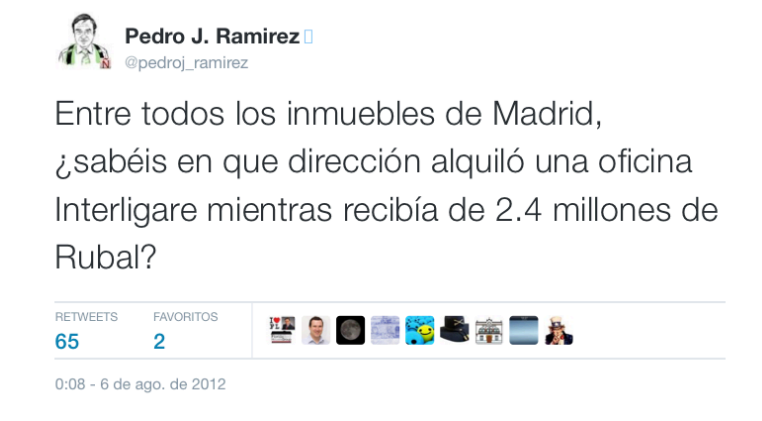 Pedro J. Ramirez
@pedroj_ramirez
Entre todos los inmuebles de Madrid,
¿sabéis en que dirección alquiló una oficina
Interligare mientras recibía de 2.4 millones de
Rubal?
RETWEETS FAVORITOS
65 2
0:08 - 6 de ago. de 2012